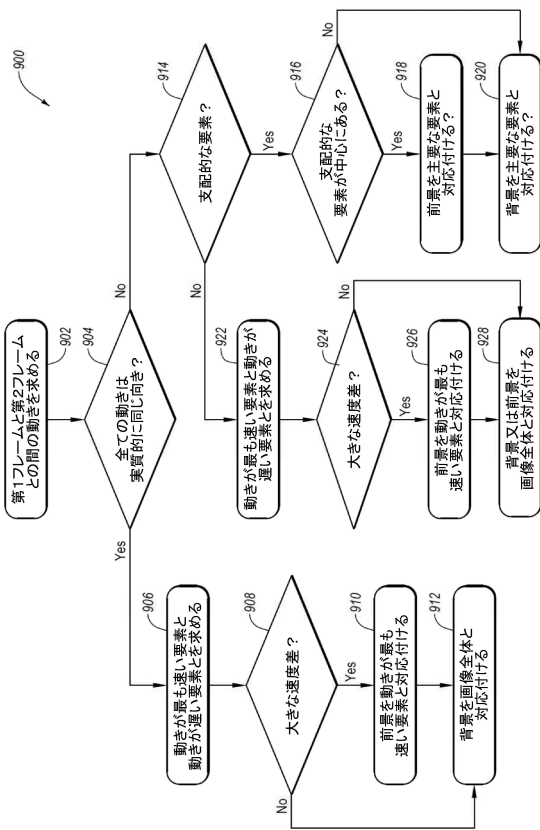 900
第1フレームと第2フレーム
との間の動きを求める
902
904
全ての動きは
実質的に同じ向き?
Yes
No
906
動きが最も速い要素と
動きが遅い要素とを求める
908
大きな速度差?
Yes
No
910
前景を動きが最も
速い要素と対応付ける
912
背景を画像全体と
対応付ける
914
支配的な要素?
Yes
No
916
支配的な
要素が中心にある?
Yes
No
918
前景を主要な要素と
対応付ける?
920
背景を主要な要素と
対応付ける?
922
動きが最も速い要素と動きが
遅い要素とを求める
924
大きな速度差?
Yes
No
926
前景を動きが最も
速い要素と対応付ける
928
背景又は前景を
画像全体と対応付ける